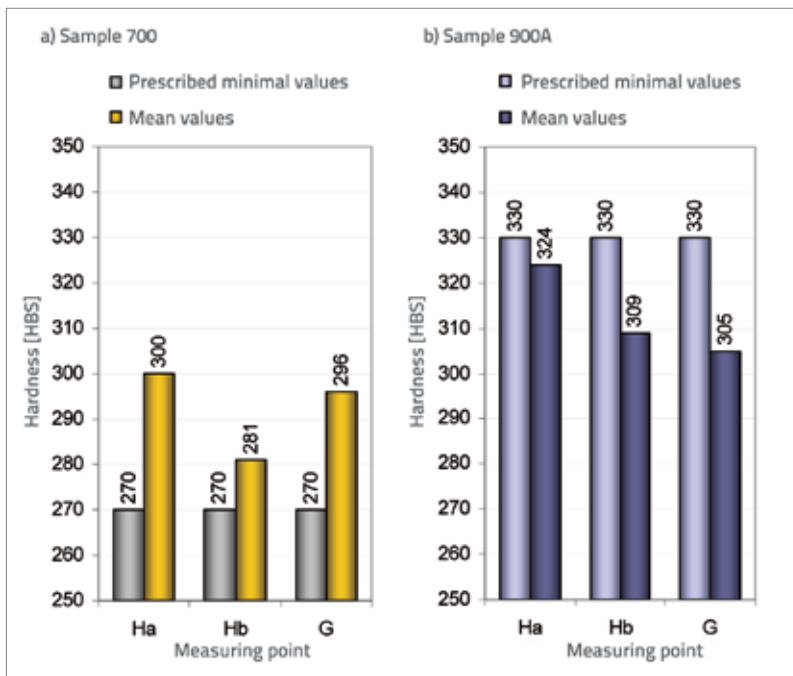 a) Sample 700
Prescribed minimal values
Mean values
350
340
330
320
310
300
290
280
270
260
250
Hardness [HBS]
270
300
270
281
270
296
Ha Hb G
Measuring point
b) Sample 900A
Prescribed minimal values
Mean values
350
340
330
320
310
300
290
280
270
260
250
Hardness [HBS]
330
324
330
309
330
305
Ha Hb G
Measuring point